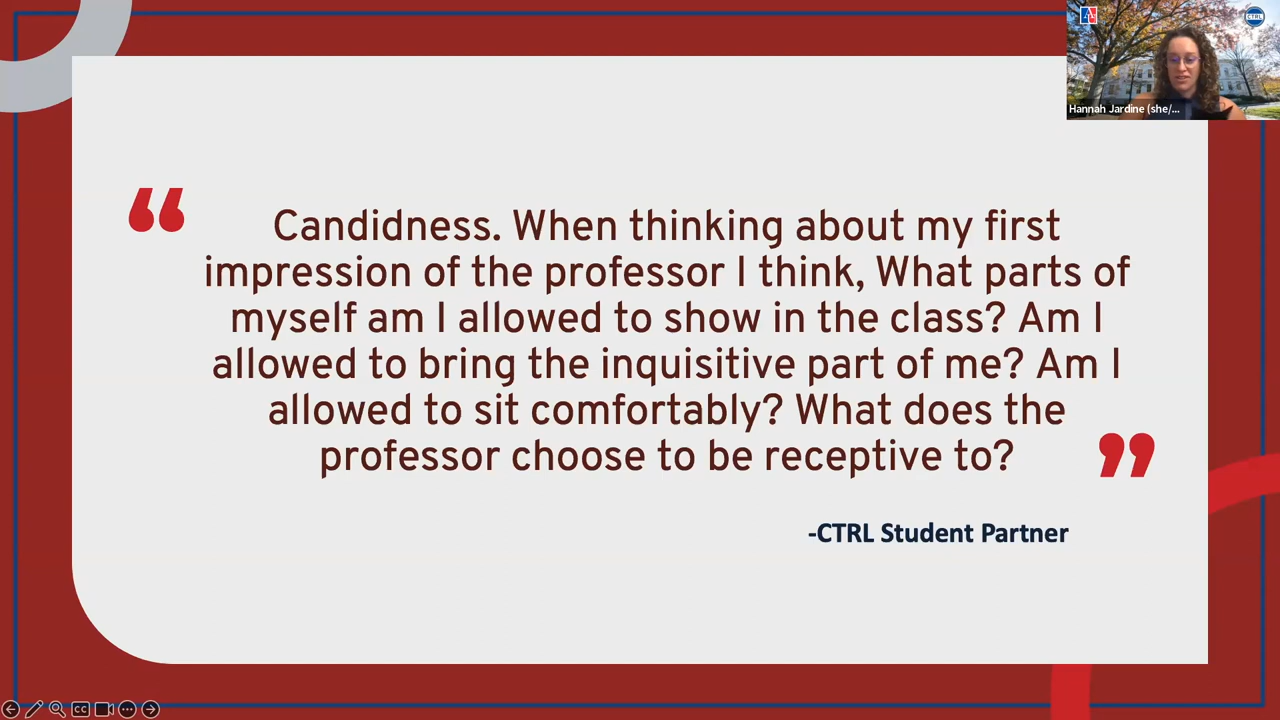 CTRL
Hannah Jardine (she/...
“
Candidness. When thinking about my first
impression of the professor I think, What parts of
myself am I allowed to show in the class? Am I
allowed to bring the inquisitive part of me? Am I
allowed to sit comfortably? What does the
professor choose to be receptive to?
”
-CTRL Student Partner
CC